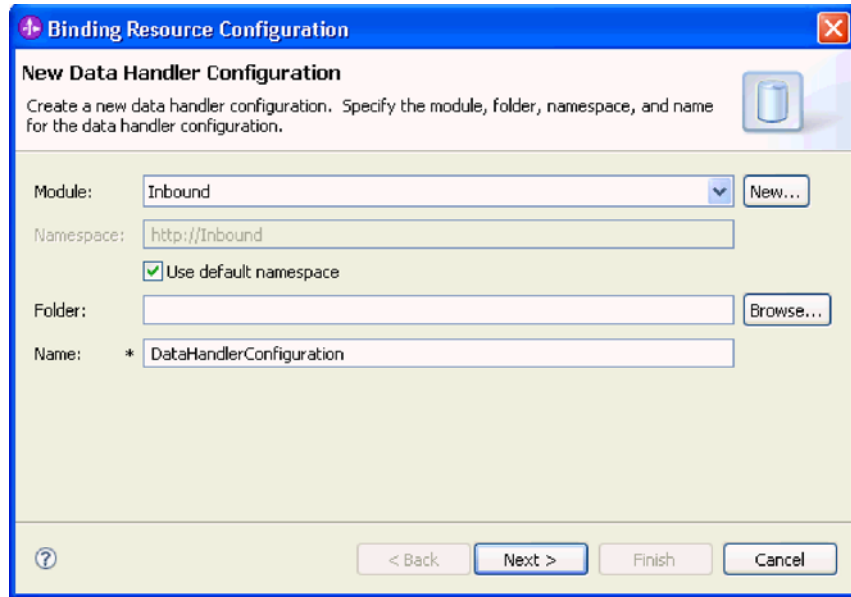 Binding Resource Configuration
New Data Handler Configuration
Create a new data handler configuration. Specify the module, folder, namespace, and name
for the data handler configuration.
Module: Inbound New...
Namespace: http://Inbound
Use default namespace
Folder: Browse...
Name: * DataHandlerConfiguration
? < Back Next > Finish Cancel